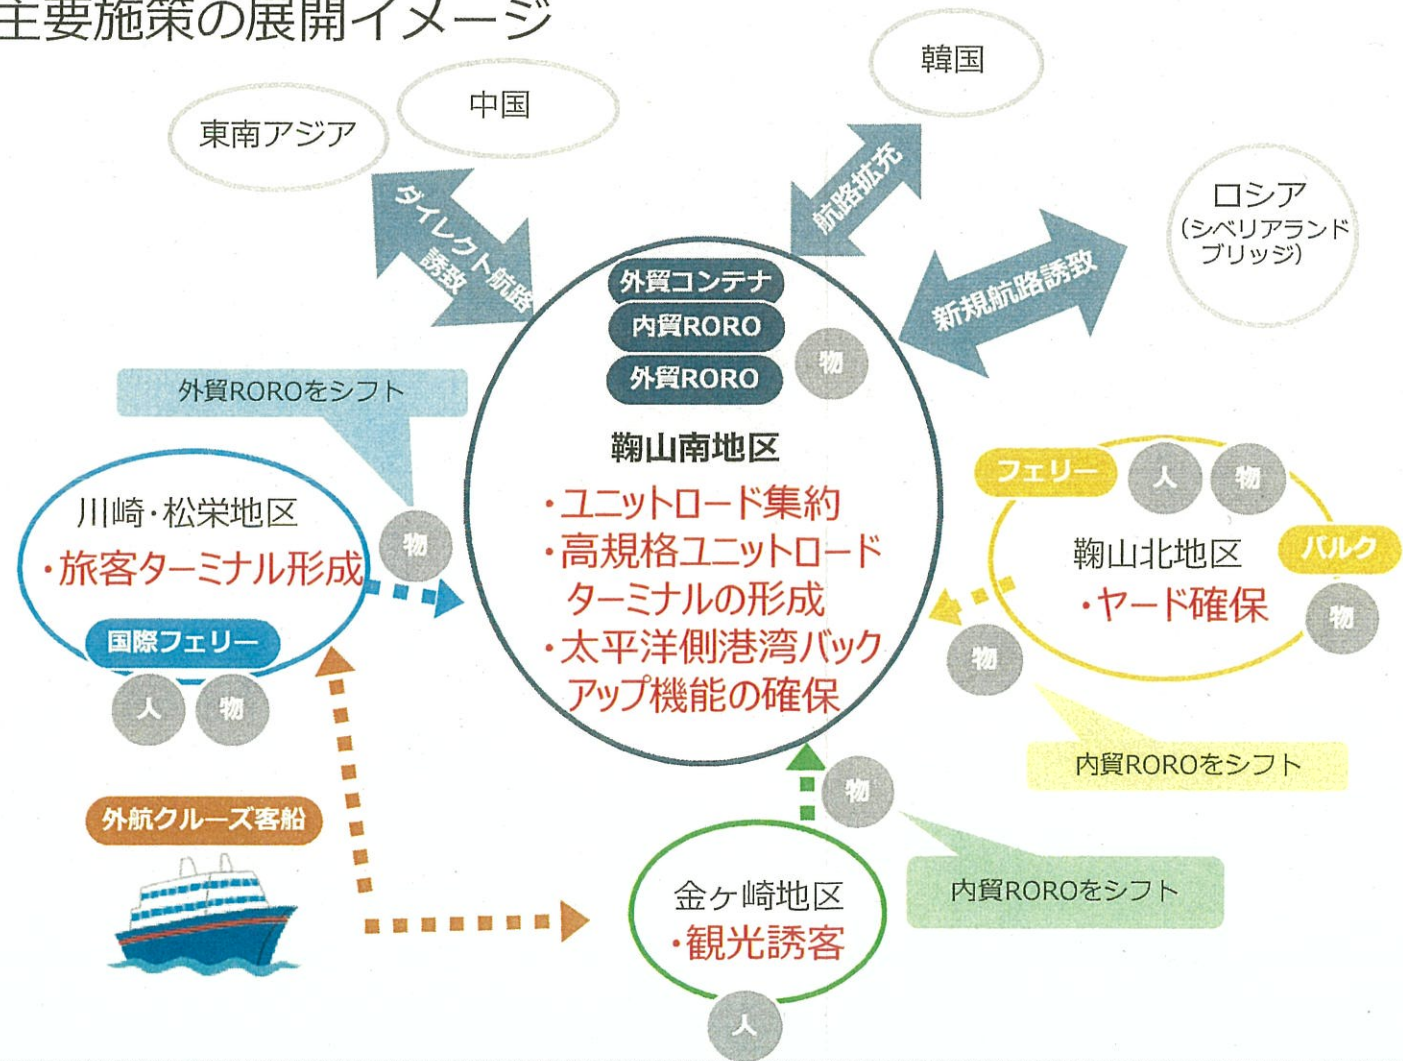 主要施策の展開イメージ
韓国
中国
東南アジア
ロシア
（シベリアランド
ブリッジ）
ダイレクト航路
誘致
航路拡充
新規航路誘致
外貿コンテナ
内貿RORO
外貿RORO
物
鞠山南地区
・ユニットロード集約
・高規格ユニットロード
ターミナルの形成
・太平洋側港湾バック
アップ機能の確保
外貿ROROをシフト
物
川崎・松栄地区
・旅客ターミナル形成
国際フェリー
人
物
フェリー
人
物
鞠山北地区
・ヤード確保
バルク
物
物
内貿ROROをシフト
外航クルーズ客船
物
内貿ROROをシフト
金ヶ崎地区
・観光誘客
人